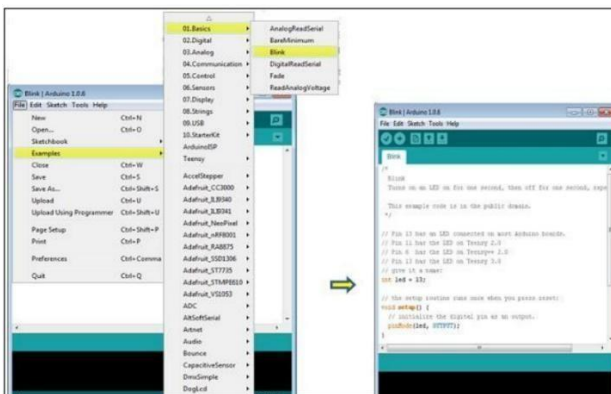 01.Basics
02.Digital
03.Analog
04.Communication
05.Control
06.Sensors
07.Display
08.Strings
09.USB
10.StarterKit
ArduinoISP
Teensy
AccelStepper
Adafruit_CC3000
Adafruit_ILI9340
Adafruit_ILI9341
Adafruit_NeoPixel
Adafruit_nRF8001
Adafruit_RA8875
Adafruit_SSD1306
Adafruit_ST7735
Adafruit_STMPE610
Adafruit_VS1053
ADC
AltSoftSerial
Artnet
Audio
Bounce
CapacitiveSensor
DmxSimple
DogLcd
AnalogReadSerial
BareMinimum
Blink
DigitalReadSerial
Fade
ReadAnalogVoltage
Blink | Arduino 1.0.6
File Edit Sketch Tools Help
New Ctrl+N
Open... Ctrl+O
Sketchbook
Examples
Close Ctrl+W
Save Ctrl+S
Save As... Ctrl+Shift+S
Upload Ctrl+U
Upload Using Programmer Ctrl+Shift+U
Page Setup Ctrl+Shift+P
Print Ctrl+P
Preferences Ctrl+Comma
Quit Ctrl+Q
Blink | Arduino 1.0.6
File Edit Sketch Tools Help
Blink
/*
Blink
Turns on an LED on for one second, then off for one second, repe
This example code is in the public domain.
*/
// Pin 13 has an LED connected on most Arduino boards.
// Pin 11 has the LED on Teensy 2.0
// Pin 6 has the LED on Teensy++ 2.0
// Pin 13 has the LED on Teensy 3.0
// give it a name:
int led = 13;
// the setup routine runs once when you press reset:
void setup() {
// initialize the digital pin as an output.
pinMode(led, OUTPUT);
}